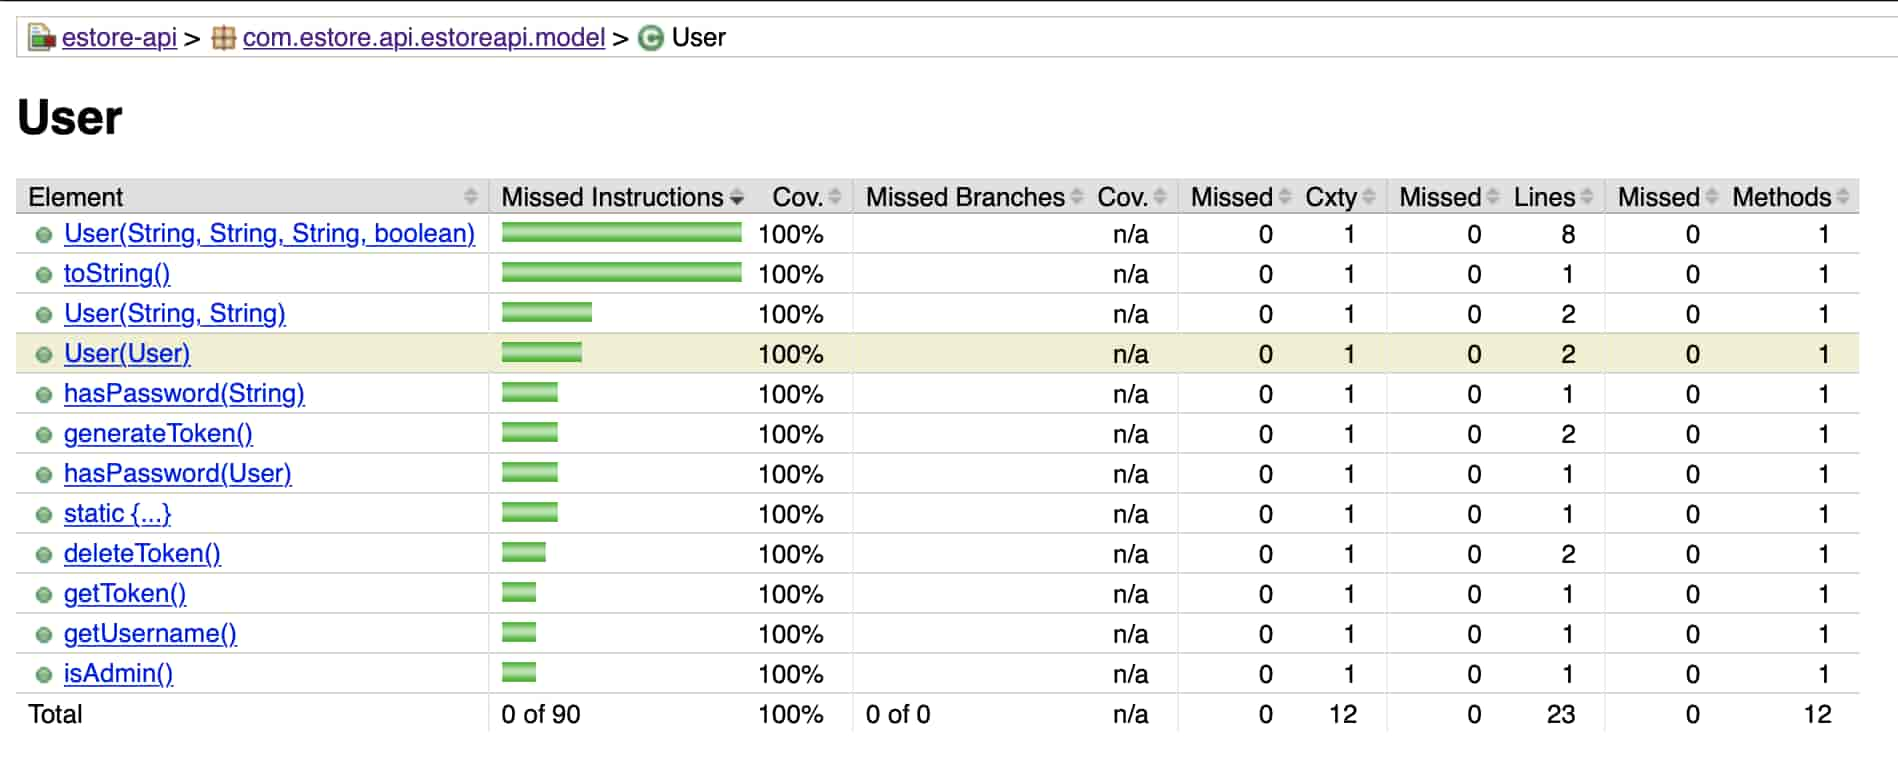 estore-api > com.estore.api.estoreapi.model > User
User
Element Missed Instructions Cov. Missed Branches Cov. Missed Cxty Missed Lines Missed Methods
User(String, String, String, boolean) 100% n/a 0 1 0 8 0 1
toString() 100% n/a 0 1 0 1 0 1
User(String, String) 100% n/a 0 1 0 2 0 1
User(User) 100% n/a 0 1 0 2 0 1
hasPassword(String) 100% n/a 0 1 0 1 0 1
generateToken() 100% n/a 0 1 0 2 0 1
hasPassword(User) 100% n/a 0 1 0 1 0 1
static {...} 100% n/a 0 1 0 1 0 1
deleteToken() 100% n/a 0 1 0 2 0 1
getToken() 100% n/a 0 1 0 1 0 1
getUsername() 100% n/a 0 1 0 1 0 1
isAdmin() 100% n/a 0 1 0 1 0 1
Total 0 of 90 100% 0 of 0 n/a 0 12 0 23 0 12